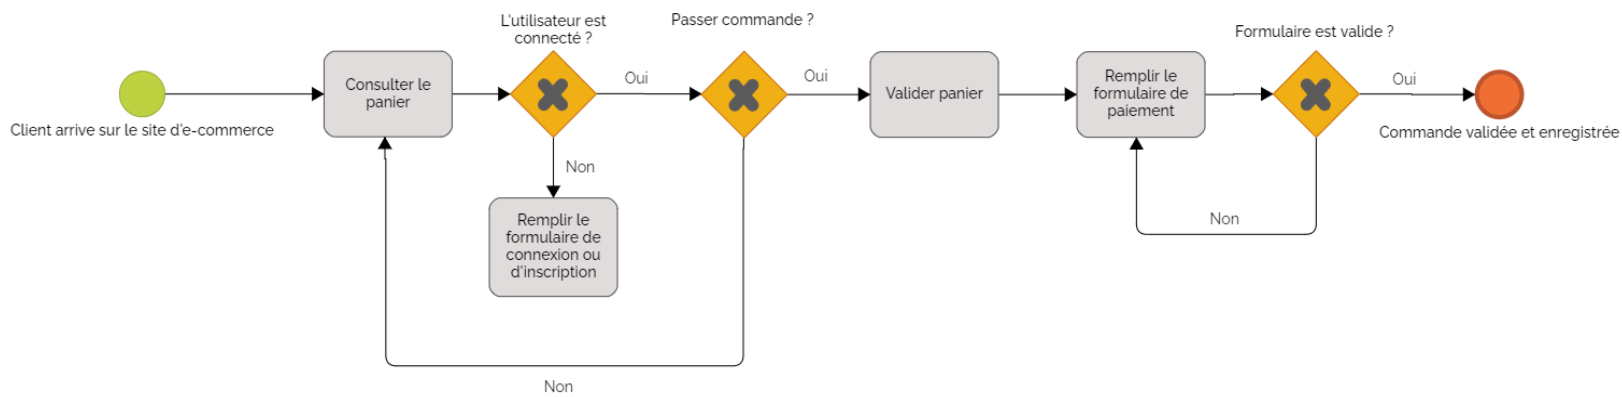 Client arrive sur le site d'e-commerce
Consulter le
panier
L'utilisateur est
connecté ?
Oui
Non
Remplir le
formulaire de
connexion ou
d'inscription
Passer commande ?
Oui
Non
Valider panier
Remplir le
formulaire de
paiement
Formulaire est valide ?
Oui
Non
Commande validée et enregistrée